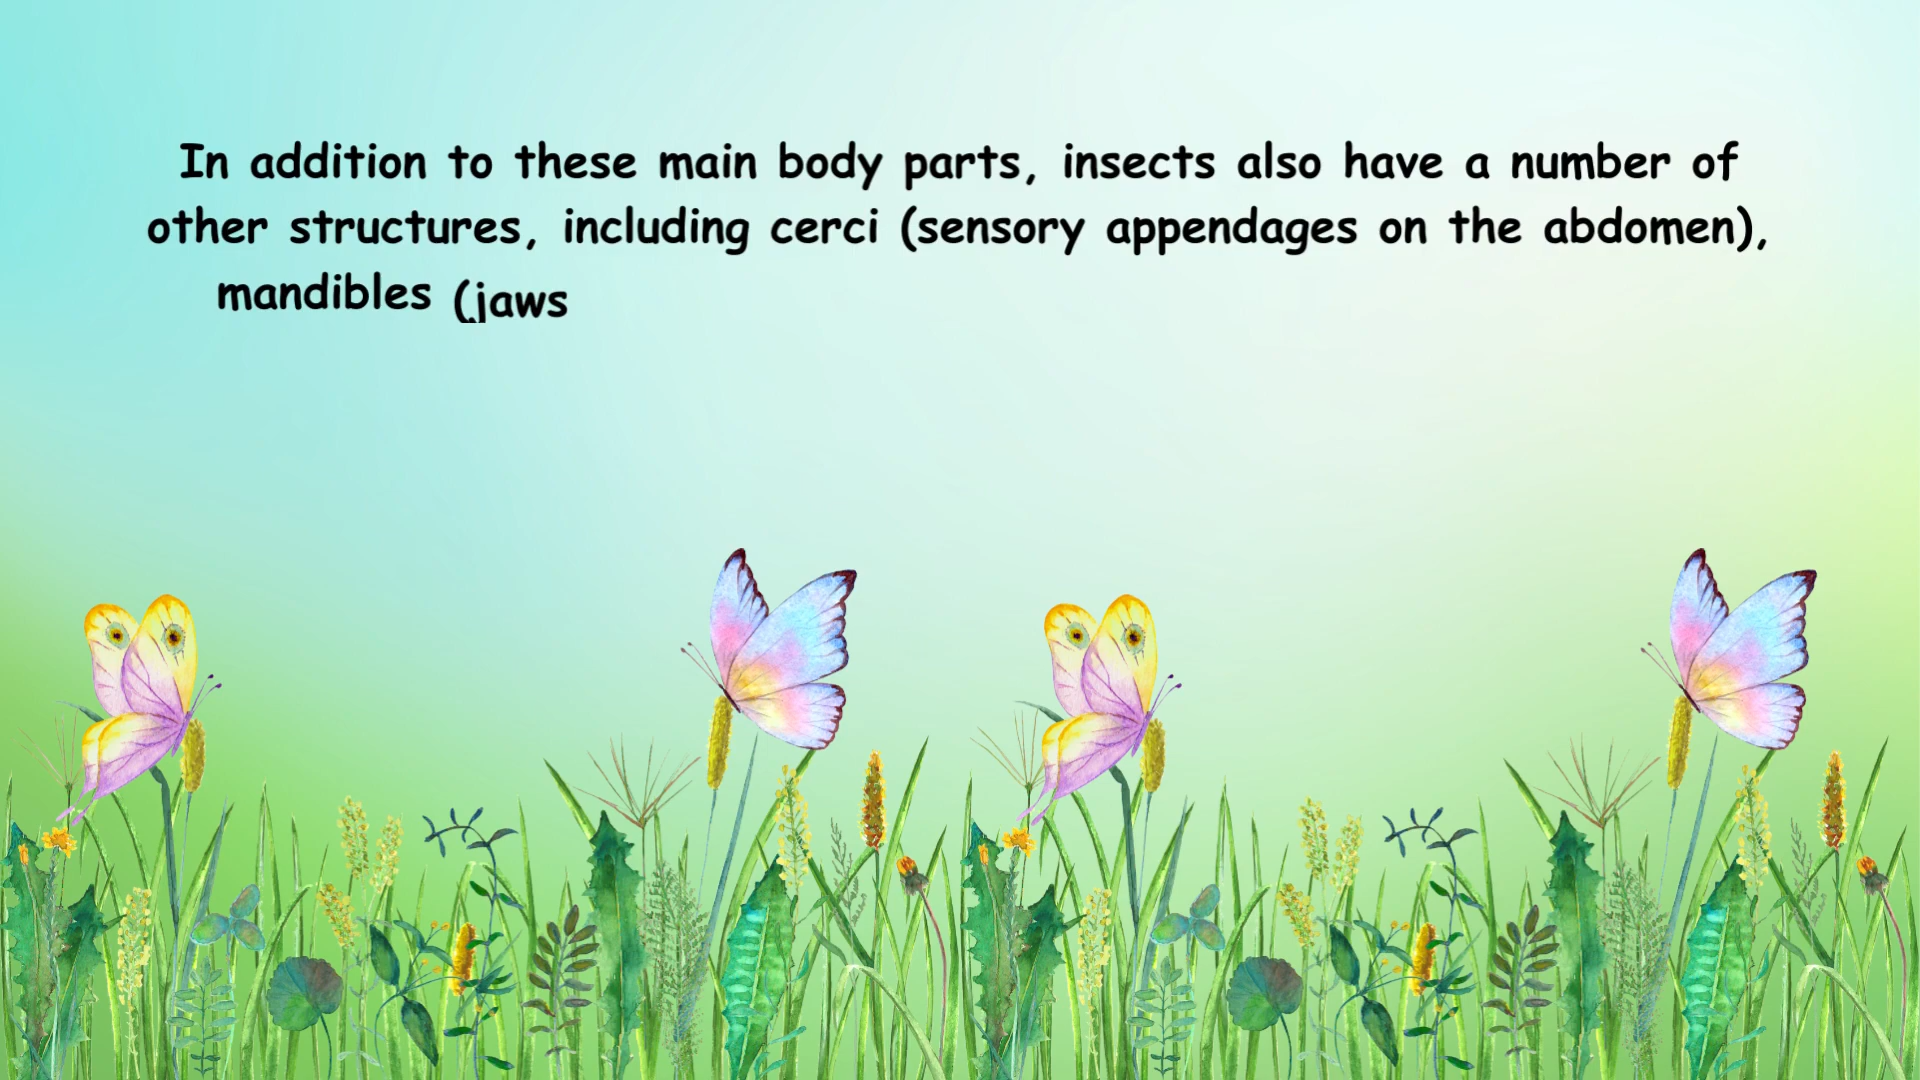 In addition to these main body parts, insects also have a number of
other structures, including cerci (sensory appendages on the abdomen),
mandibles (jaws